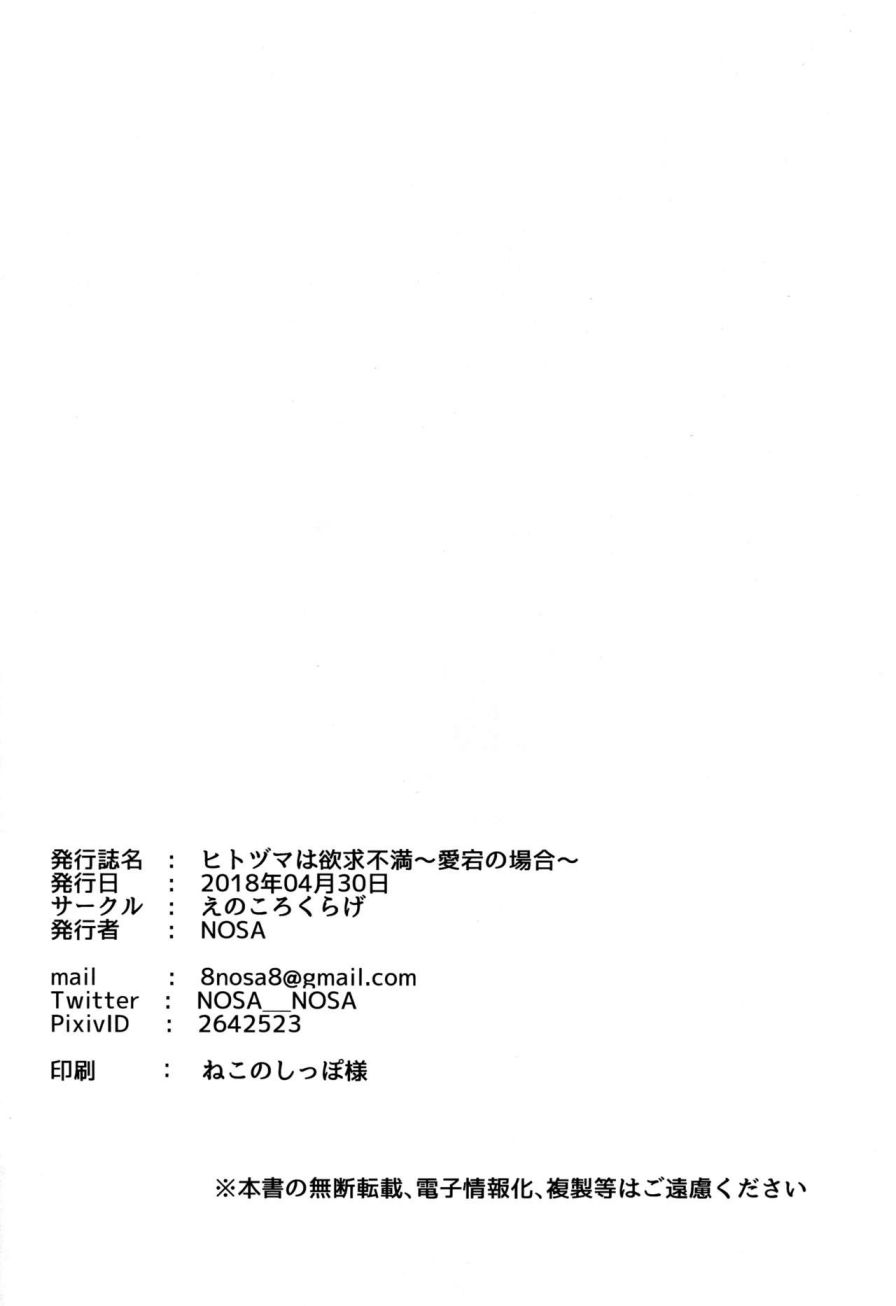 発行誌名 : ヒトヅマは欲求不満～愛宕の場合～
発行日 : 2018年04月30日
サークル : えのころくらげ
発行者 : NOSA
mail : 8nosa8@gmail.com
Twitter : NOSA__NOSA
PixivID : 2642523
印刷 : ねこのしっぽ様
※本書の無断転載、電子情報化、複製等はご遠慮ください